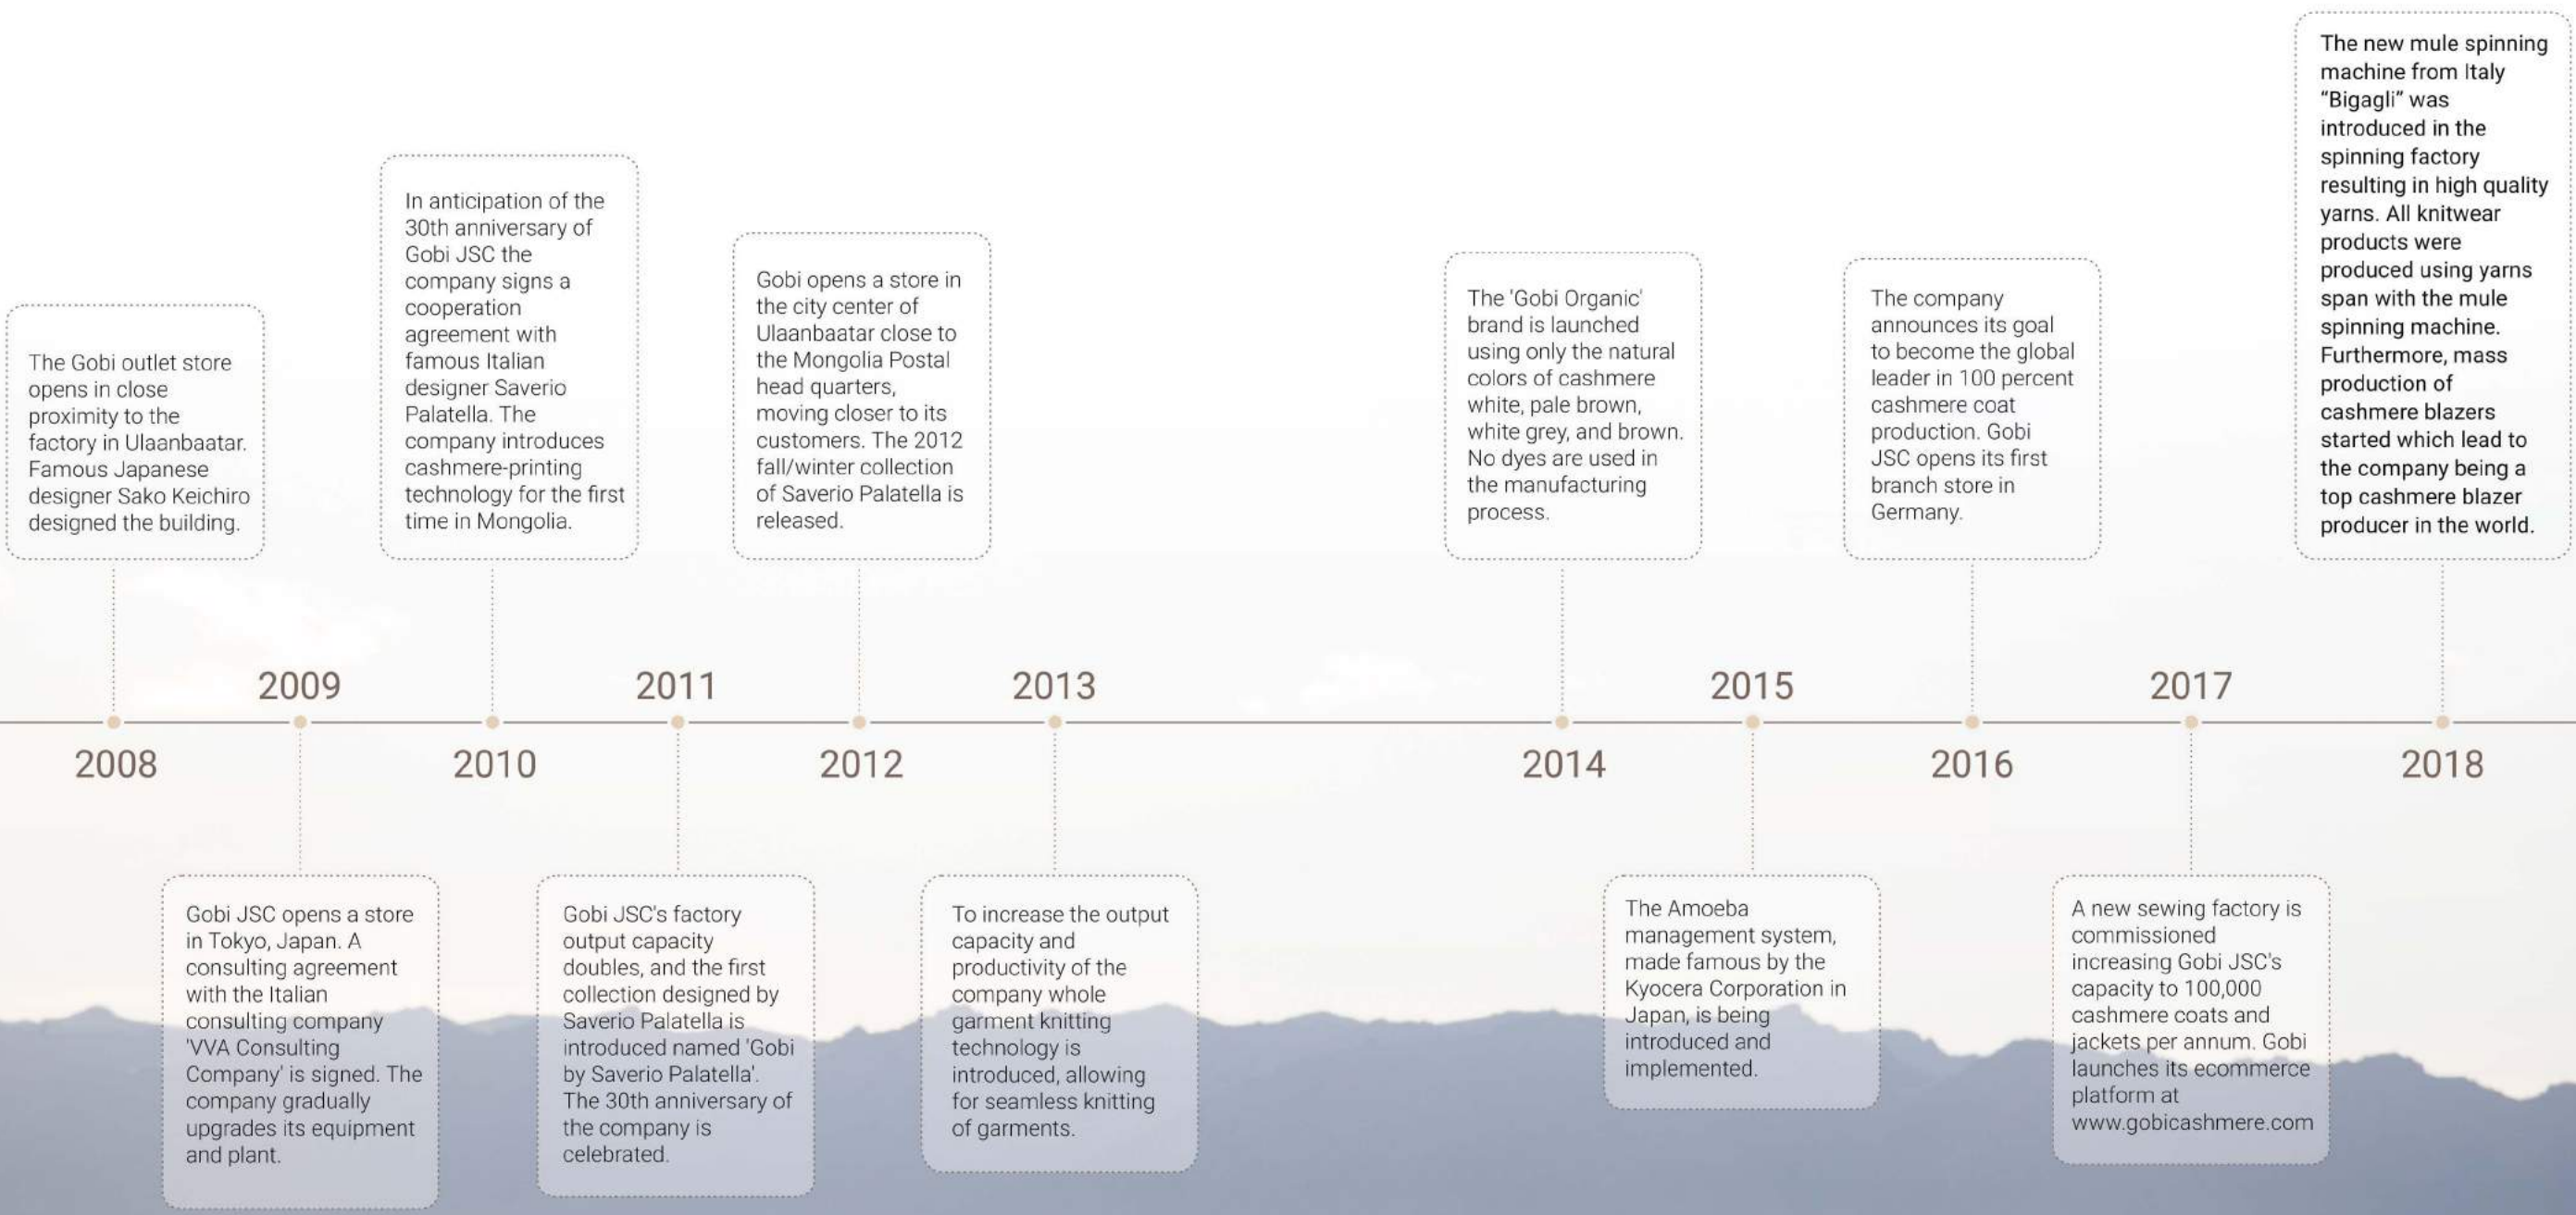 The Gobi outlet store
opens in close
proximity to the
factory in Ulaanbaatar.
Famous Japanese
designer Sako Keichiro
designed the building.
2008
2009
Gobi JSC opens a store
in Tokyo, Japan. A
consulting agreement
with the Italian
consulting company
'VVA Consulting
Company' is signed. The
company gradually
upgrades its equipment
and plant.
In anticipation of the
30th anniversary of
Gobi JSC the
company signs a
cooperation
agreement with
famous Italian
designer Saverio
Palatella. The
company introduces
cashmere-printing
technology for the first
time in Mongolia.
2010
2011
Gobi JSC's factory
output capacity
doubles, and the first
collection designed by
Saverio Palatella is
introduced named 'Gobi
by Saverio Palatella'.
The 30th anniversary of
the company is
celebrated.
Gobi opens a store in
the city center of
Ulaanbaatar close to
the Mongolia Postal
head quarters,
moving closer to its
customers. The 2012
fall/winter collection
of Saverio Palatella is
released.
2012
2013
To increase the output
capacity and
productivity of the
company whole
garment knitting
technology is
introduced, allowing
for seamless knitting
of garments.
The 'Gobi Organic'
brand is launched
using only the natural
colors of cashmere
white, pale brown,
white grey, and brown.
No dyes are used in
the manufacturing
process.
2014
2015
The Amoeba
management system,
made famous by the
Kyocera Corporation in
Japan, is being
introduced and
implemented.
The company
announces its goal
to become the global
leader in 100 percent
cashmere coat
production. Gobi
JSC opens its first
branch store in
Germany.
2016
2017
A new sewing factory is
commissioned
increasing Gobi JSC's
capacity to 100,000
cashmere coats and
jackets per annum. Gobi
launches its ecommerce
platform at
www.gobicashmere.com
The new mule spinning
machine from Italy
“Bigagli” was
introduced in the
spinning factory
resulting in high quality
yarns. All knitwear
products were
produced using yarns
span with the mule
spinning machine.
Furthermore, mass
production of
cashmere blazers
started which lead to
the company being a
top cashmere blazer
producer in the world.
2018